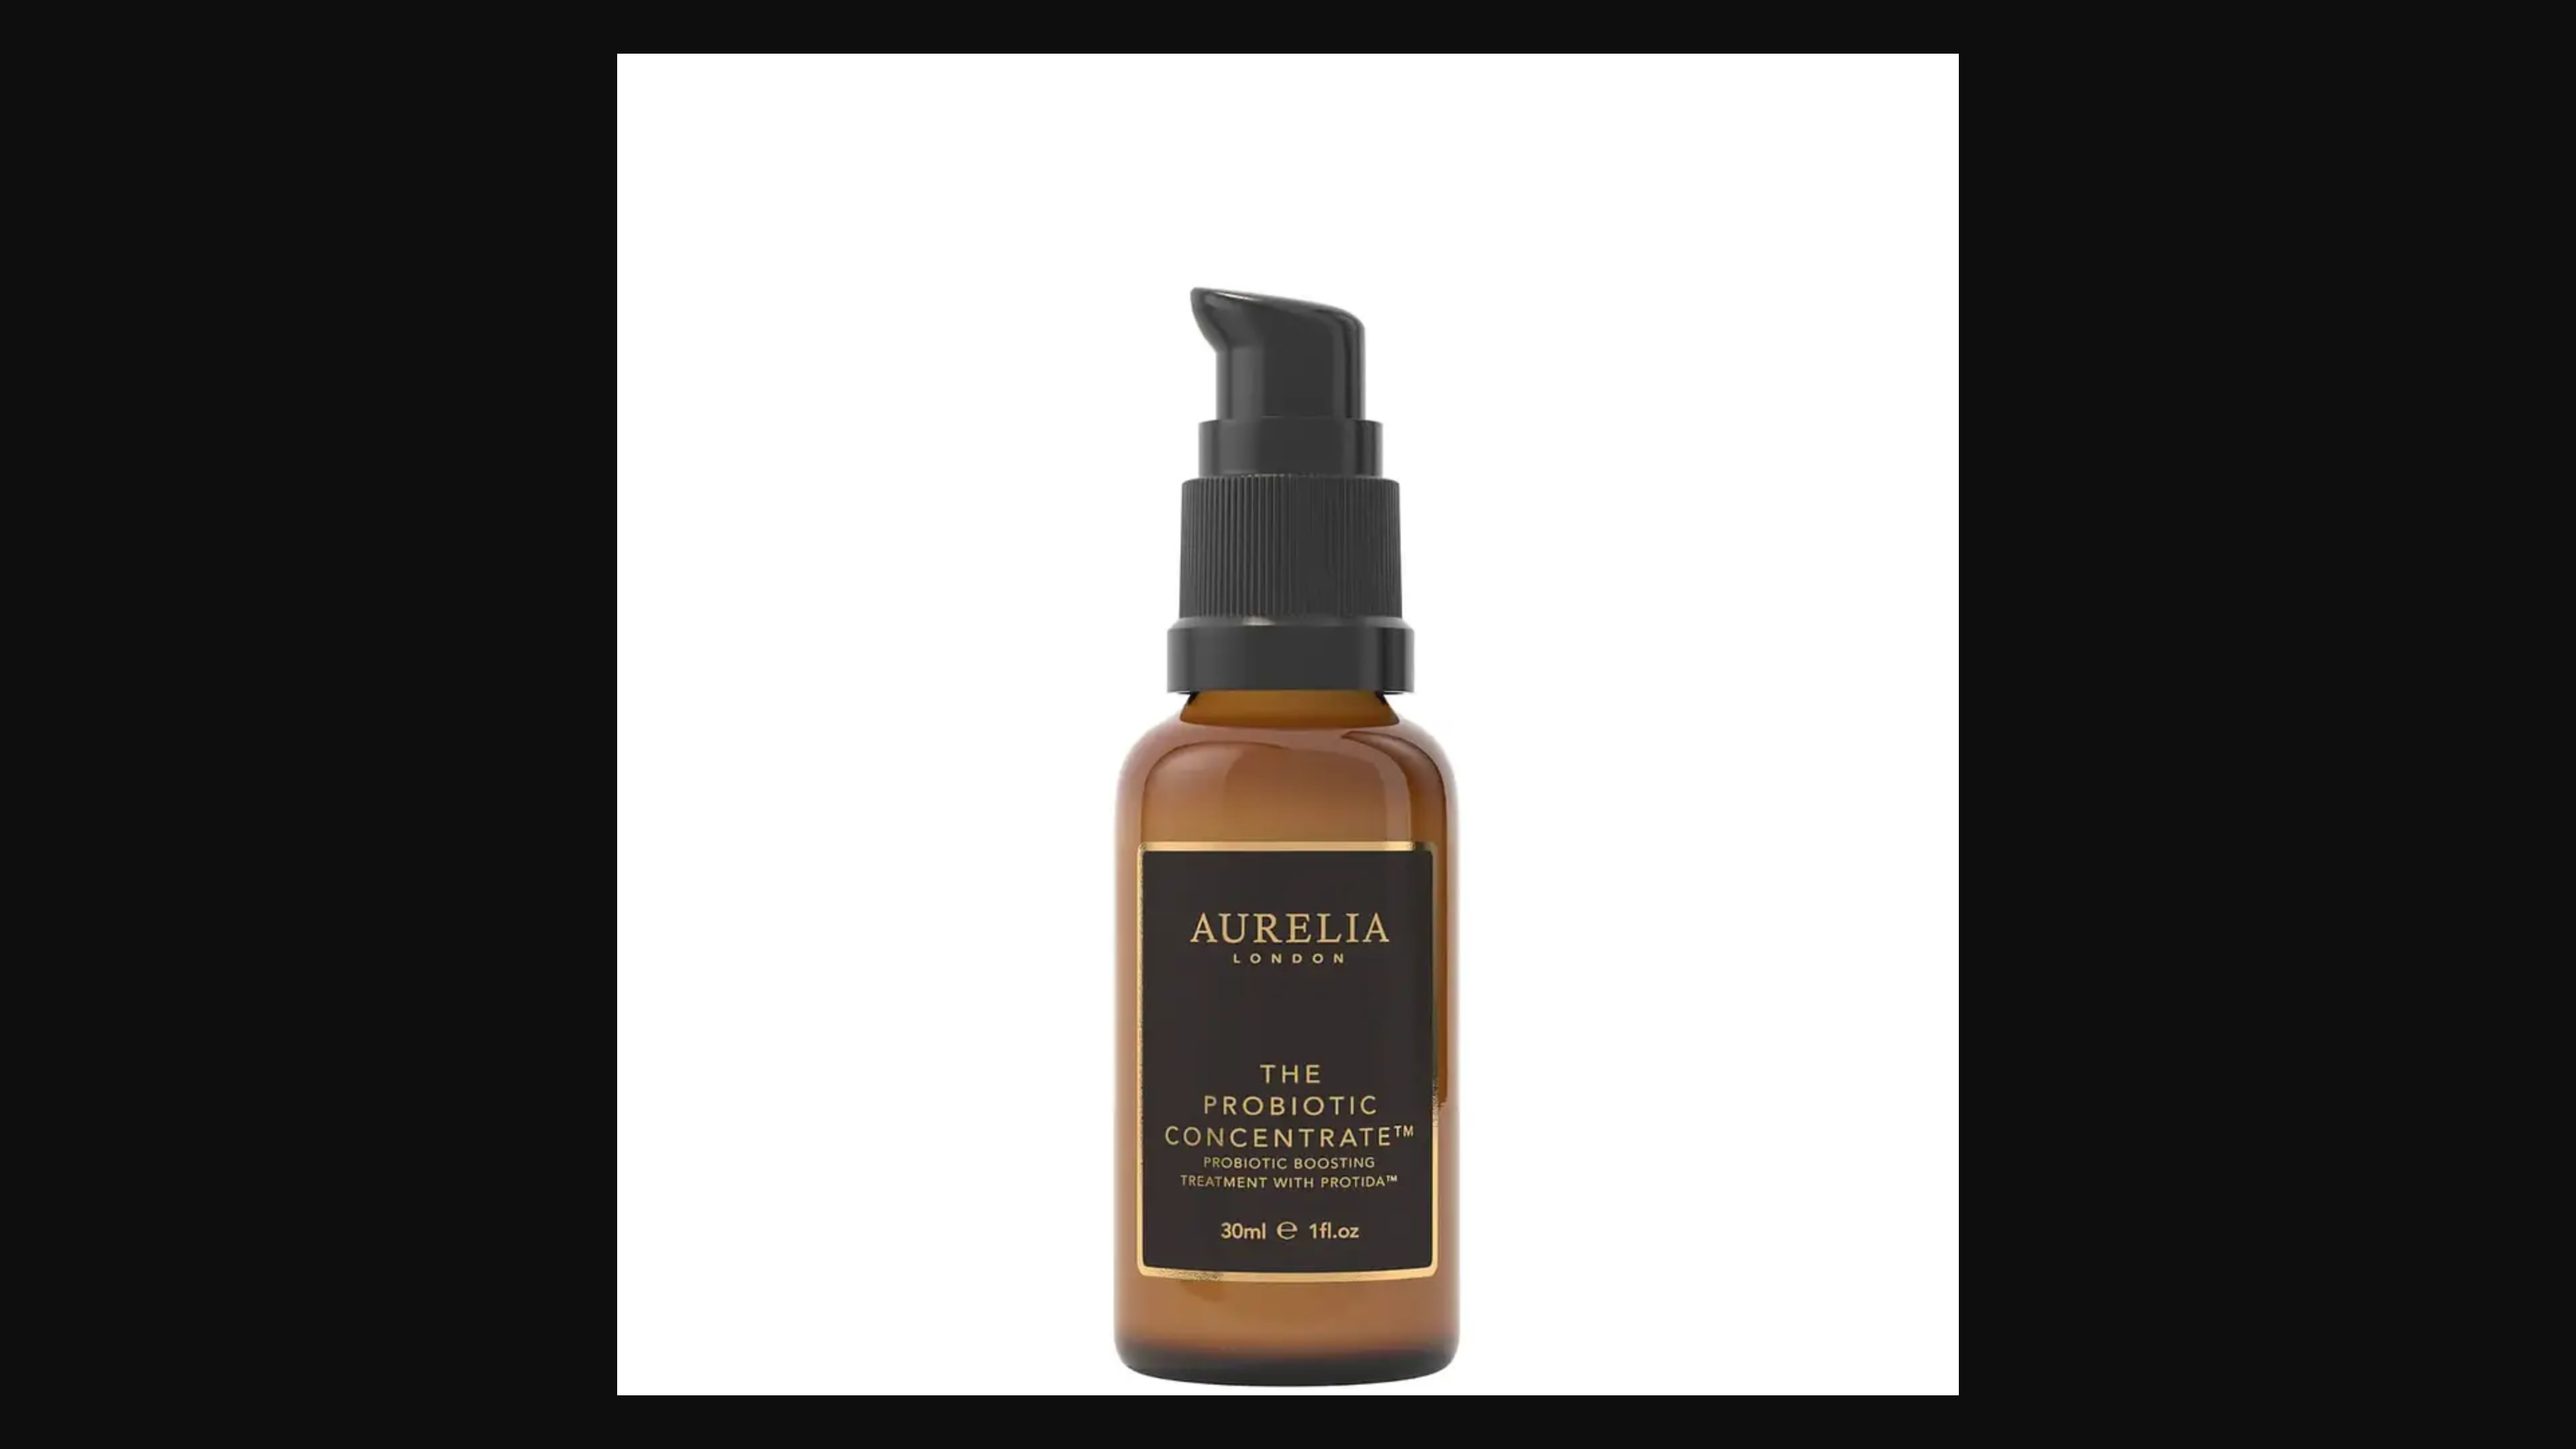 AURELIA
LONDON
THE
PROBIOTIC
CONCENTRATE™
PROBIOTIC BOOSTING
TREATMENT WITH PROTIDA™
30ml ℮ 1fl.oz